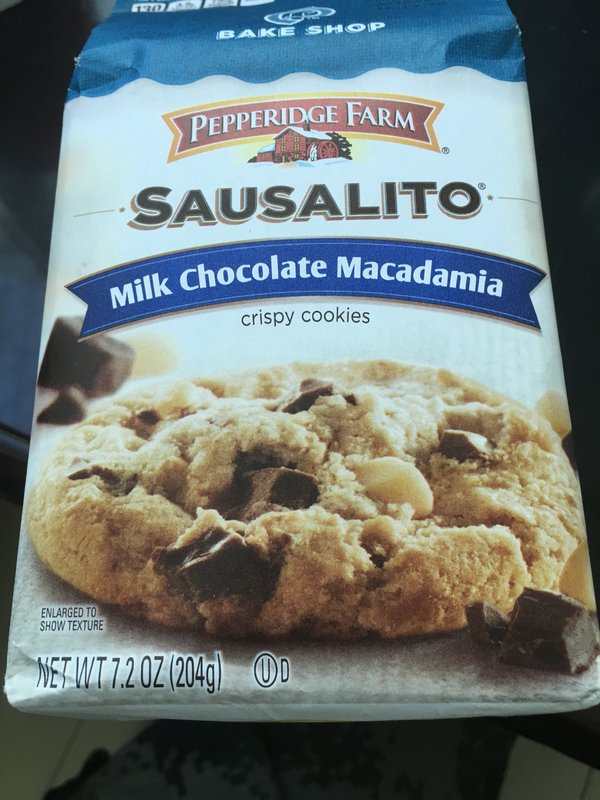 130
BAKE SHOP
PEPPERIDGE FARM®
SAUSALITO®
Milk Chocolate Macadamia
crispy cookies
ENLARGED TO
SHOW TEXTURE
NET WT 7.2 OZ (204g) Ⓤ D